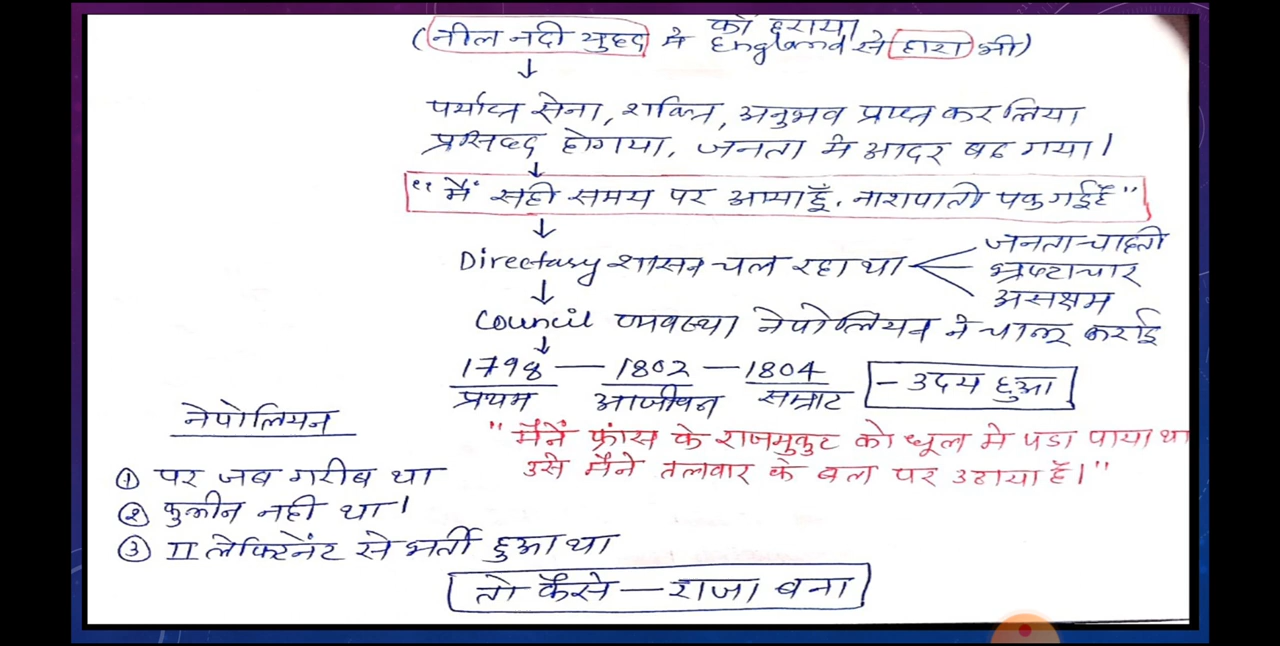 को हराया
(नील नदी युद्ध में England से हारा भी)
↓
पर्याप्त सेना, शक्ति, अनुभव प्राप्त कर लिया
प्रसिद्ध होगया, जनता मे आदर बढ गया।
↓
"मैं सही समय पर आया हूँ, नाशपाती पक गई है"
↓
Directary शासन चल रहा था
जनता चाहती
भ्रष्टाचार
असक्षम
↓
Council व्यवस्था नेपोलियन ने चालू कराई
↓
1798 — 1802 — 1804
प्रथम आजीवन सम्राट
- उदय हुआ
"मैनें फ्रांस के राजमुकुट को धूल मे पडा पाया था
उसे मैने तलवार के बल पर उठाया है।"
नेपोलियन
① पर जब गरीब था
② कुलीन नही था।
③ II लेफ्टिनेंट से भर्ती हुआ था
तो कैसे — राजा बना